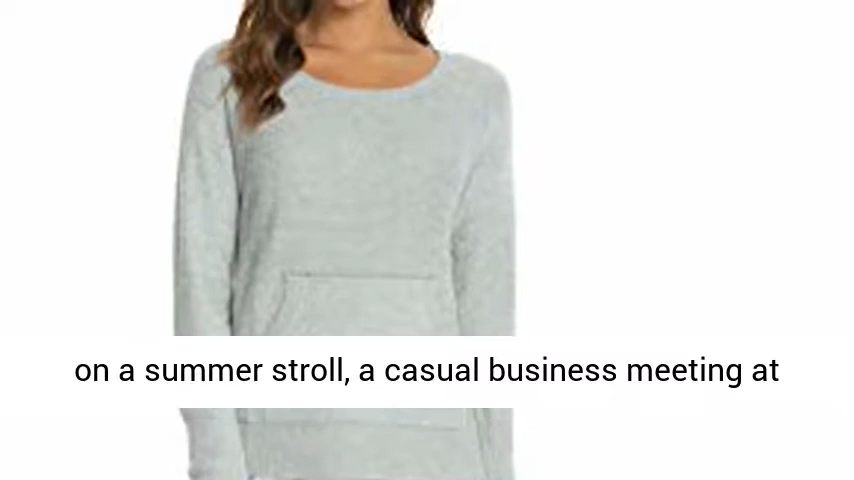 on a summer stroll, a casual business meeting at